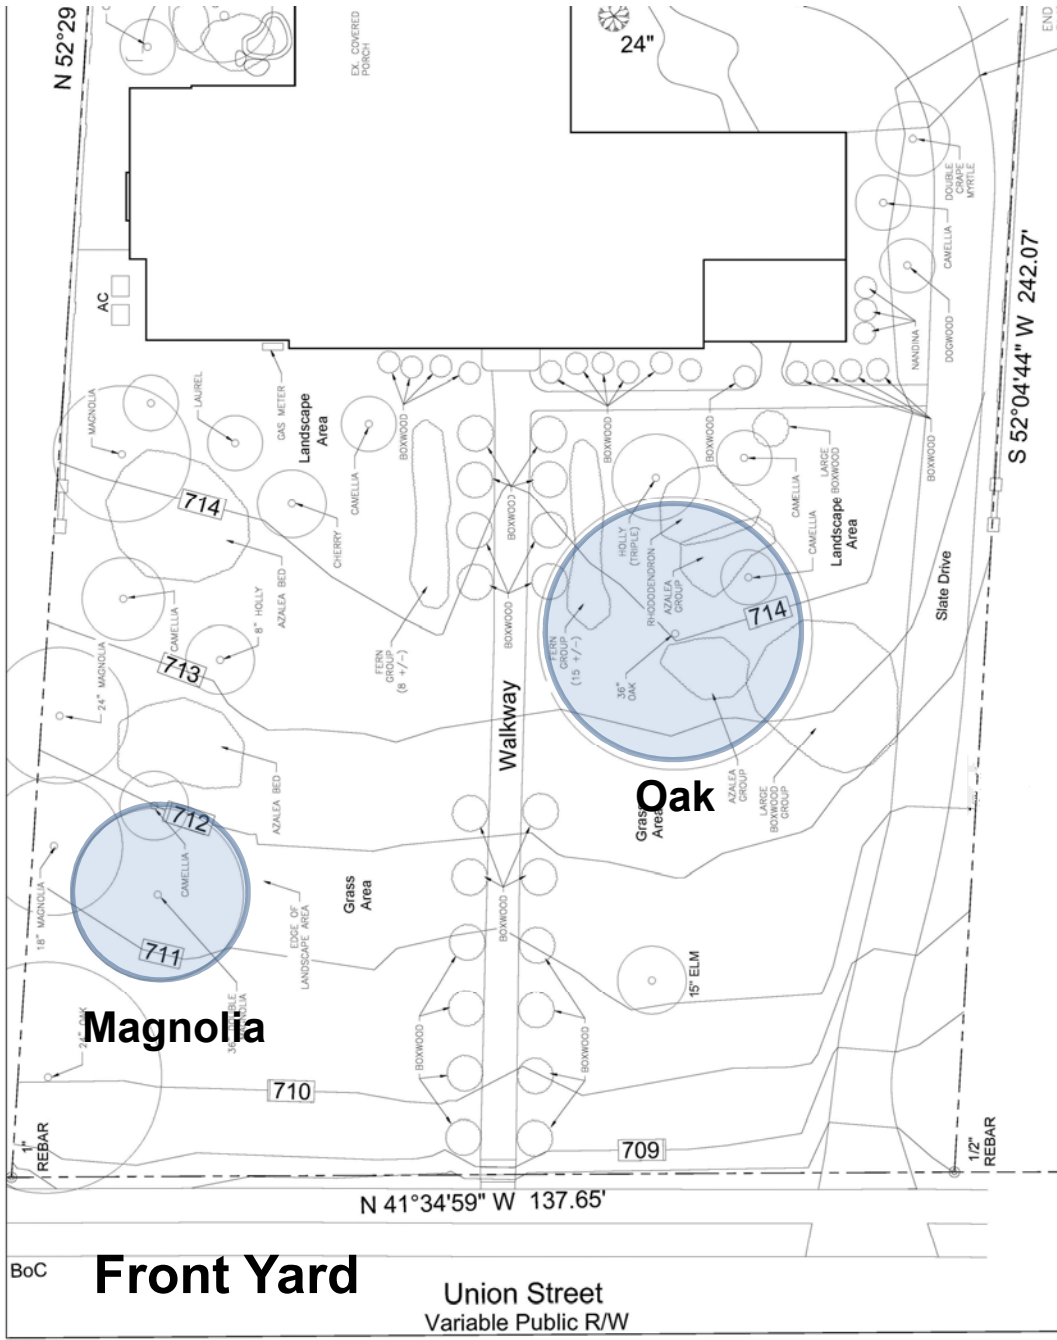 N 52°29
EX. COVERED
PORCH
24"
END
DOUBLE
CRAPE
MYRTLE
CAMELLIA
DOGWOOD
NANDINA
S 52°04'44" W 242.07'
AC
GAS METER
LAUREL
MAGNOLIA
Landscape
Area
CAMELLIA
BOXWOOD
BOXWOOD
BOXWOOD
BOXWOOD
LARGE
BOXWOOD
CAMELLIA
CAMELLIA
Landscape
Area
714
CHERRY
BOXWOOD
HOLLY
(TRIPLE)
RHODODENDRON
AZALEA
GROUP
714
Slate Drive
AZALEA BED
8" HOLLY
CAMELLIA
713
24" MAGNOLIA
FERN
GROUP
(8 +/-)
BOXWOOD
FERN
GROUP
(15 +/-)
36"
OAK
Walkway
AZALEA BED
Oak
AZALEA
GROUP
LARGE
BOXWOOD
GROUP
Grass
Area
712
CAMELLIA
18" MAGNOLIA
711
EDGE OF
LANDSCAPE AREA
Grass
Area
BOXWOOD
15" ELM
Magnolia
24" OAK
36" DOUBLE
MAGNOLIA
BOXWOOD
BOXWOOD
710
709
1"
REBAR
1/2"
REBAR
N 41°34'59" W 137.65'
BoC
Front Yard
Union Street
Variable Public R/W